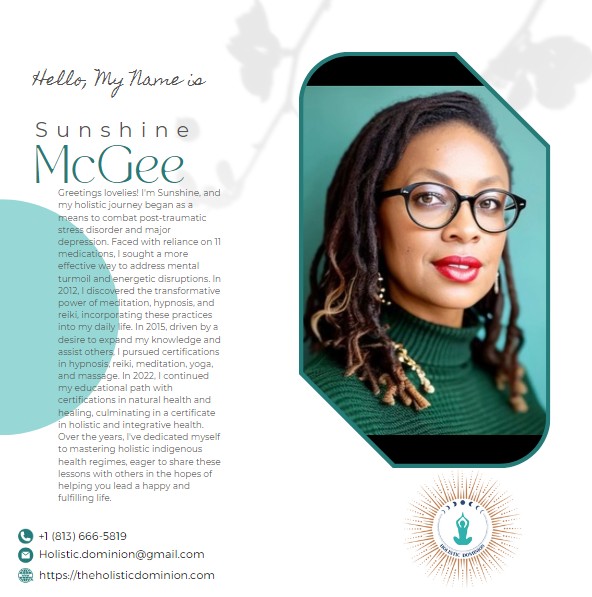 Hello, My Name is
Sunshine
McGee
Greetings lovelies! I'm Sunshine, and
my holistic journey began as a
means to combat post-traumatic
stress disorder and major
depression. Faced with reliance on 11
medications, I sought a more
effective way to address mental
turmoil and energetic disruptions. In
2012, I discovered the transformative
power of meditation, hypnosis, and
reiki, incorporating these practices
into my daily life. In 2015, driven by a
desire to expand my knowledge and
assist others, I pursued certifications
in hypnosis, reiki, meditation, yoga,
and massage. In 2022, I continued
my educational path with
certifications in natural health and
healing, culminating in a certificate
in holistic and integrative health.
Over the years, I've dedicated myself
to mastering holistic indigenous
health regimes, eager to share these
lessons with others in the hopes of
helping you lead a happy and
fulfilling life.
+1 (813) 666-5819
Holistic.dominion@gmail.com
https://theholisticdominion.com
HOLISTIC DOMINION